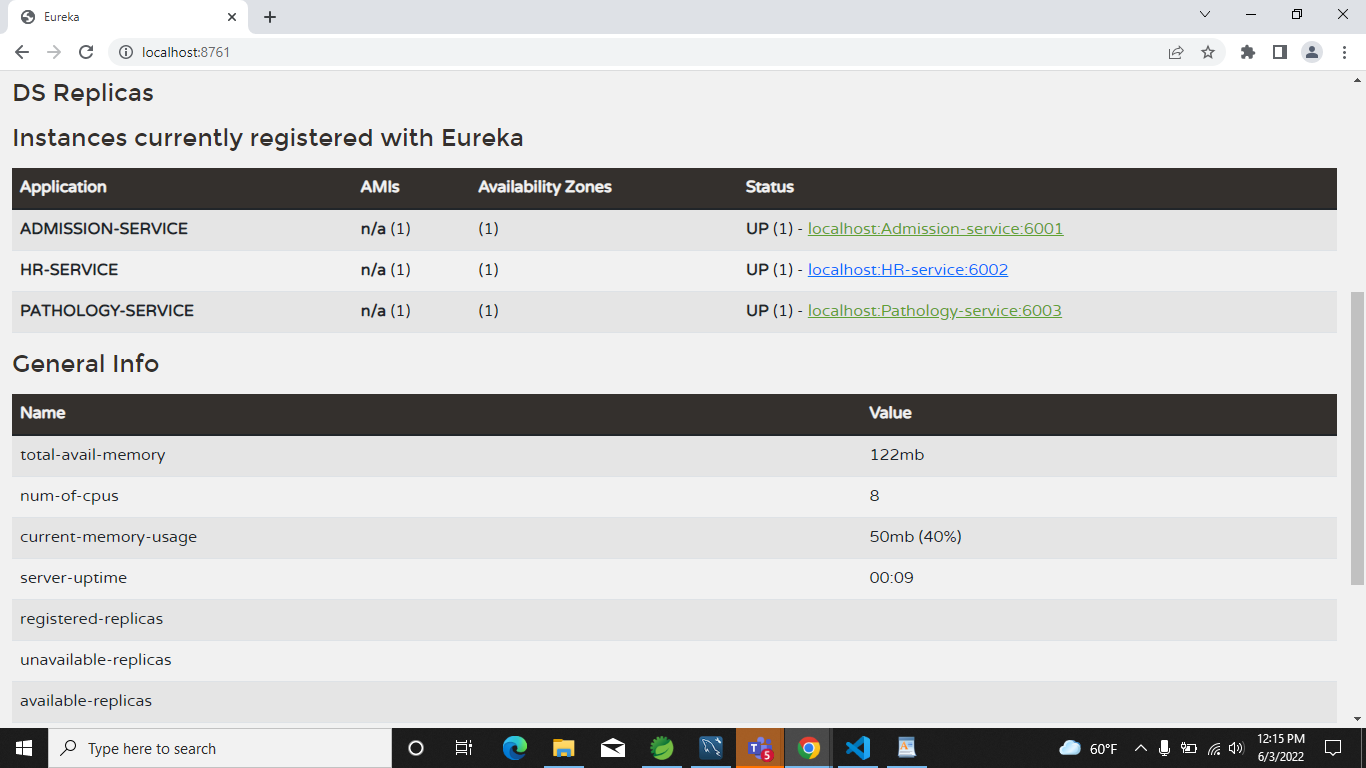 Eureka
localhost:8761
DS Replicas
Instances currently registered with Eureka
Application AMIs Availability Zones Status
ADMISSION-SERVICE n/a (1) (1) UP (1) - localhost:Admission-service:6001
HR-SERVICE n/a (1) (1) UP (1) - localhost:HR-service:6002
PATHOLOGY-SERVICE n/a (1) (1) UP (1) - localhost:Pathology-service:6003
General Info
Name Value
total-avail-memory 122mb
num-of-cpus 8
current-memory-usage 50mb (40%)
server-uptime 00:09
registered-replicas
unavailable-replicas
available-replicas
Type here to search
5
60°F
12:15 PM
6/3/2022